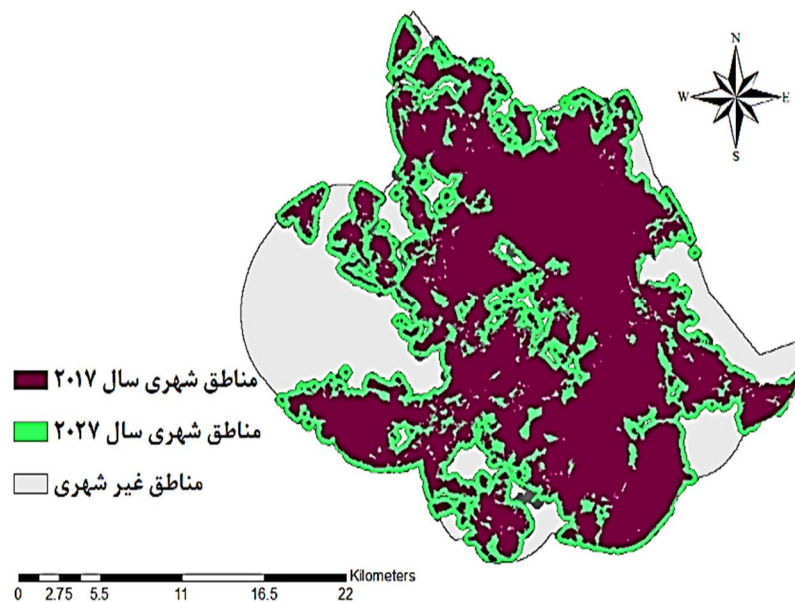 N
W E
S
مناطق شهری سال ۲۰۱۷
مناطق شهری سال ۲۰۲۷
مناطق غیر شهری
Kilometers
0 2.75 5.5 11 16.5 22